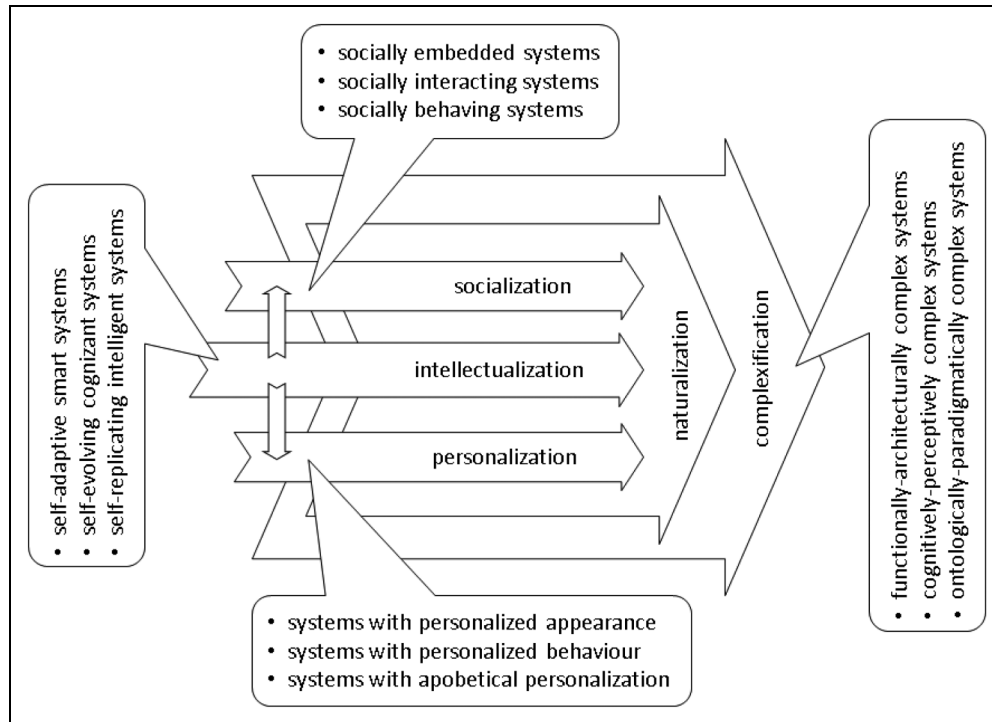 • socially embedded systems
• socially interacting systems
• socially behaving systems
• self-adaptive smart systems
• self-evolving cognizant systems
• self-replicating intelligent systems
socialization
intellectualization
personalization
naturalization
complexification
• functionally-architecturally complex systems
• cognitively-perceptively complex systems
• ontologically-paradigmatically complex systems
• systems with personalized appearance
• systems with personalized behaviour
• systems with apobetical personalization